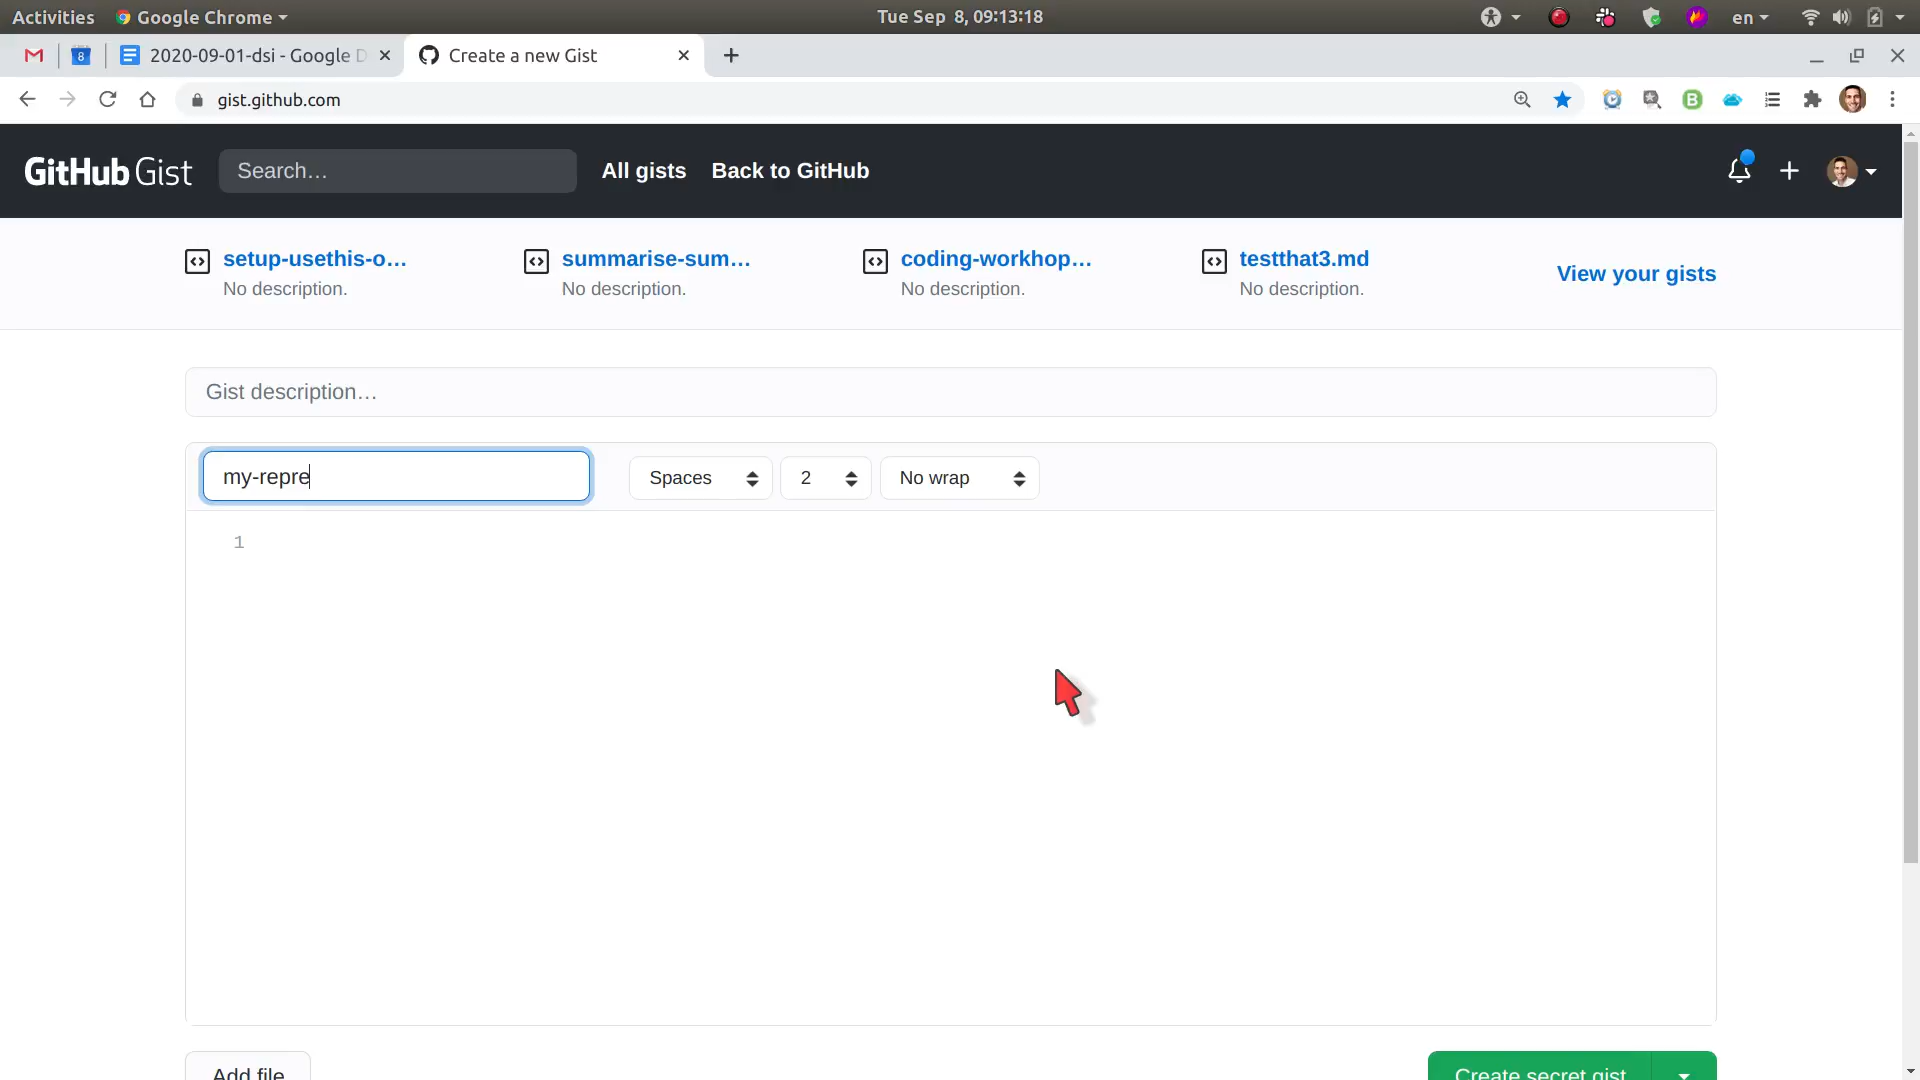 Activities Google Chrome Tue Sep 8, 09:13:18 en
8 2020-09-01-dsi - Google D Create a new Gist
gist.github.com B
GitHub Gist Search… All gists Back to GitHub
setup-usethis-o… summarise-sum… coding-workhop… testthat3.md
No description. No description. No description. No description.
View your gists
Gist description…
my-repre Spaces 2 No wrap
1
Add file Create secret gist